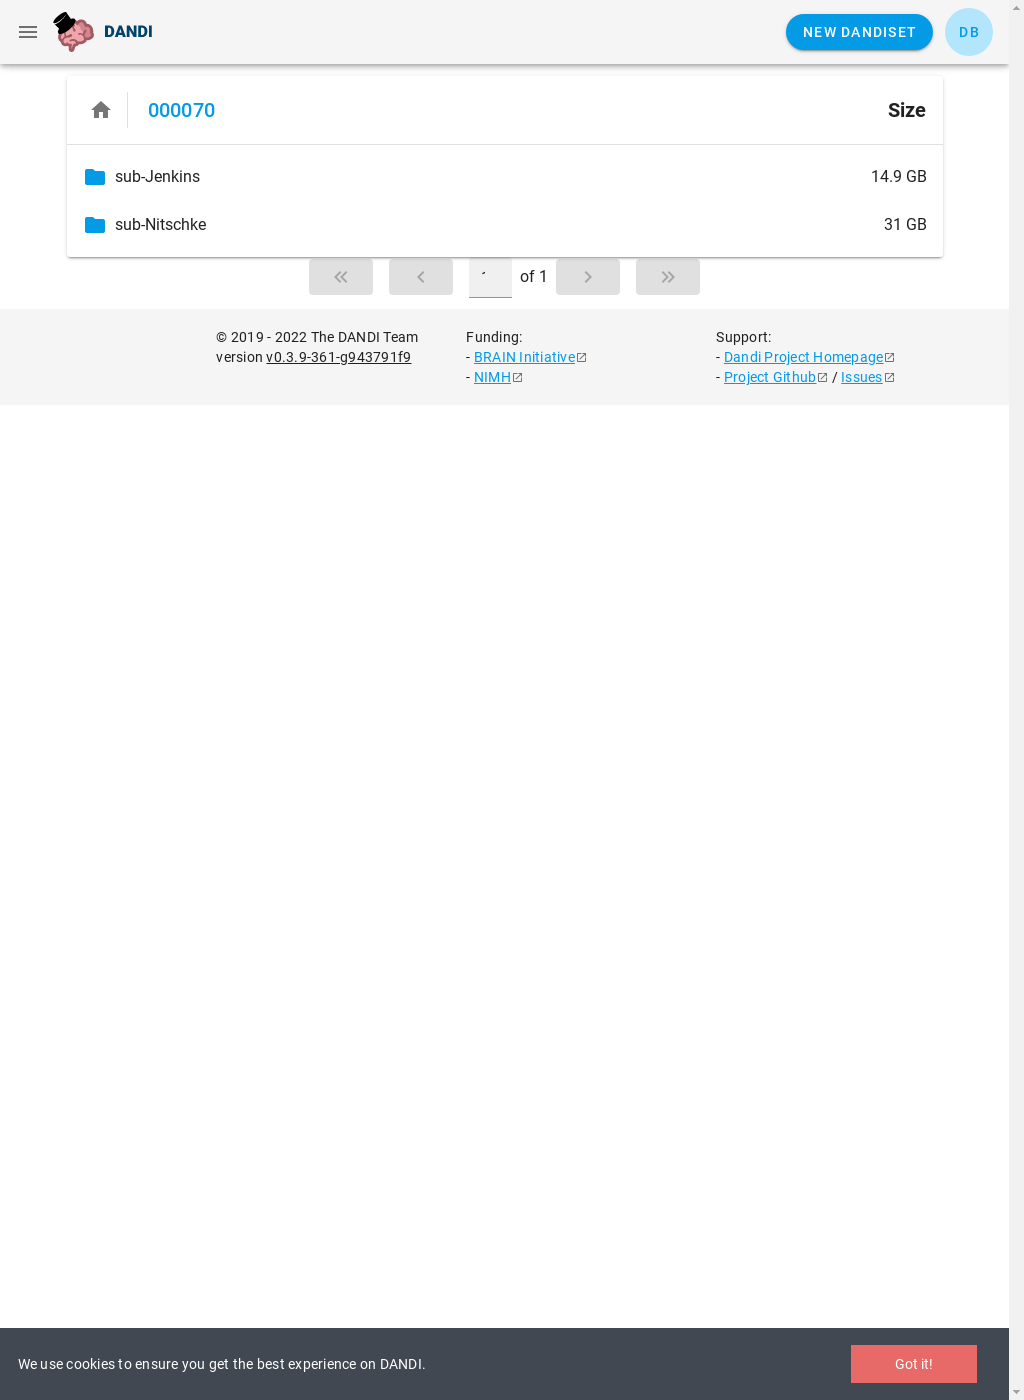 DANDI
NEW DANDISET
DB
000070
Size
sub-Jenkins
14.9 GB
sub-Nitschke
31 GB
of 1
© 2019 - 2022 The DANDI Team
version v0.3.9-361-g943791f9
Funding:
- BRAIN Initiative
- NIMH
Support:
- Dandi Project Homepage
- Project Github / Issues
We use cookies to ensure you get the best experience on DANDI.
Got it!